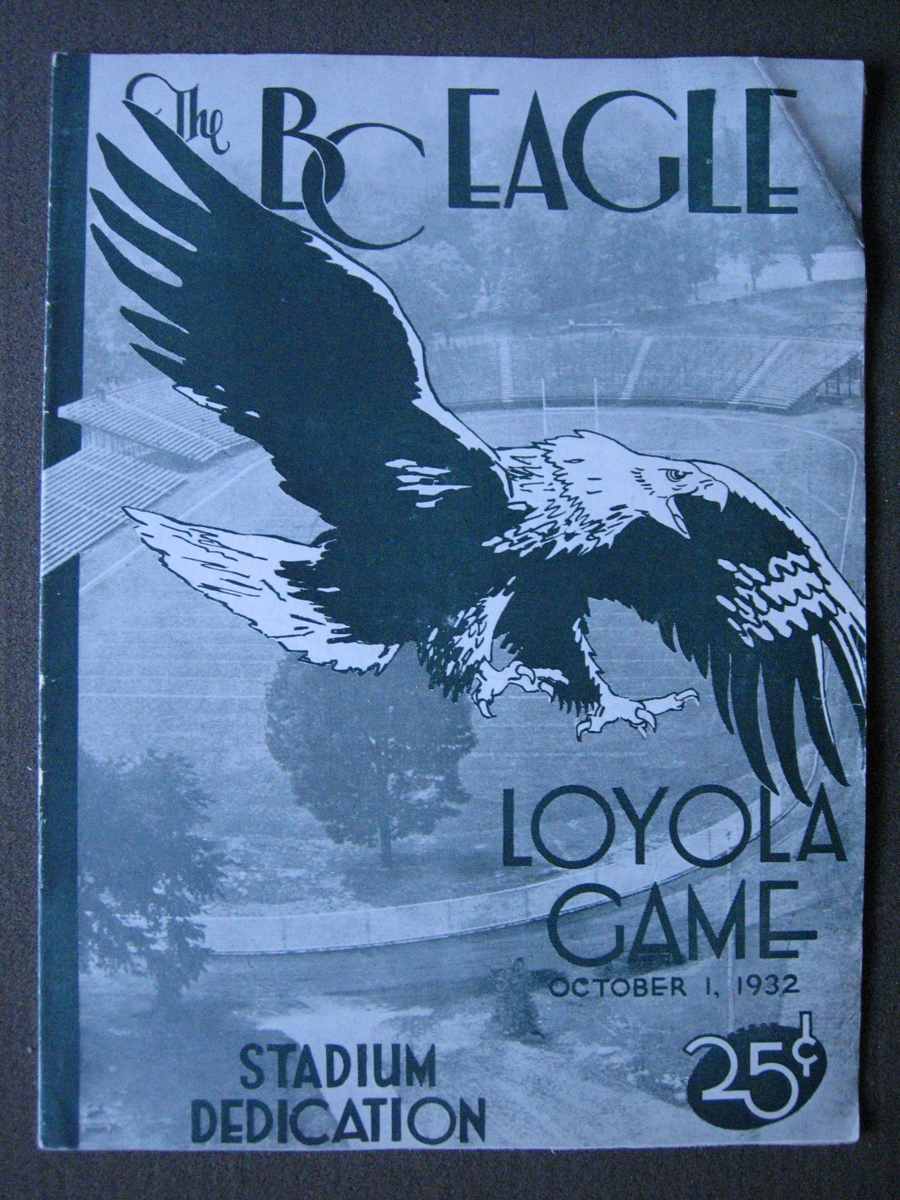 The BC EAGLE
LOYOLA
GAME
OCTOBER 1, 1932
STADIUM
DEDICATION
25¢